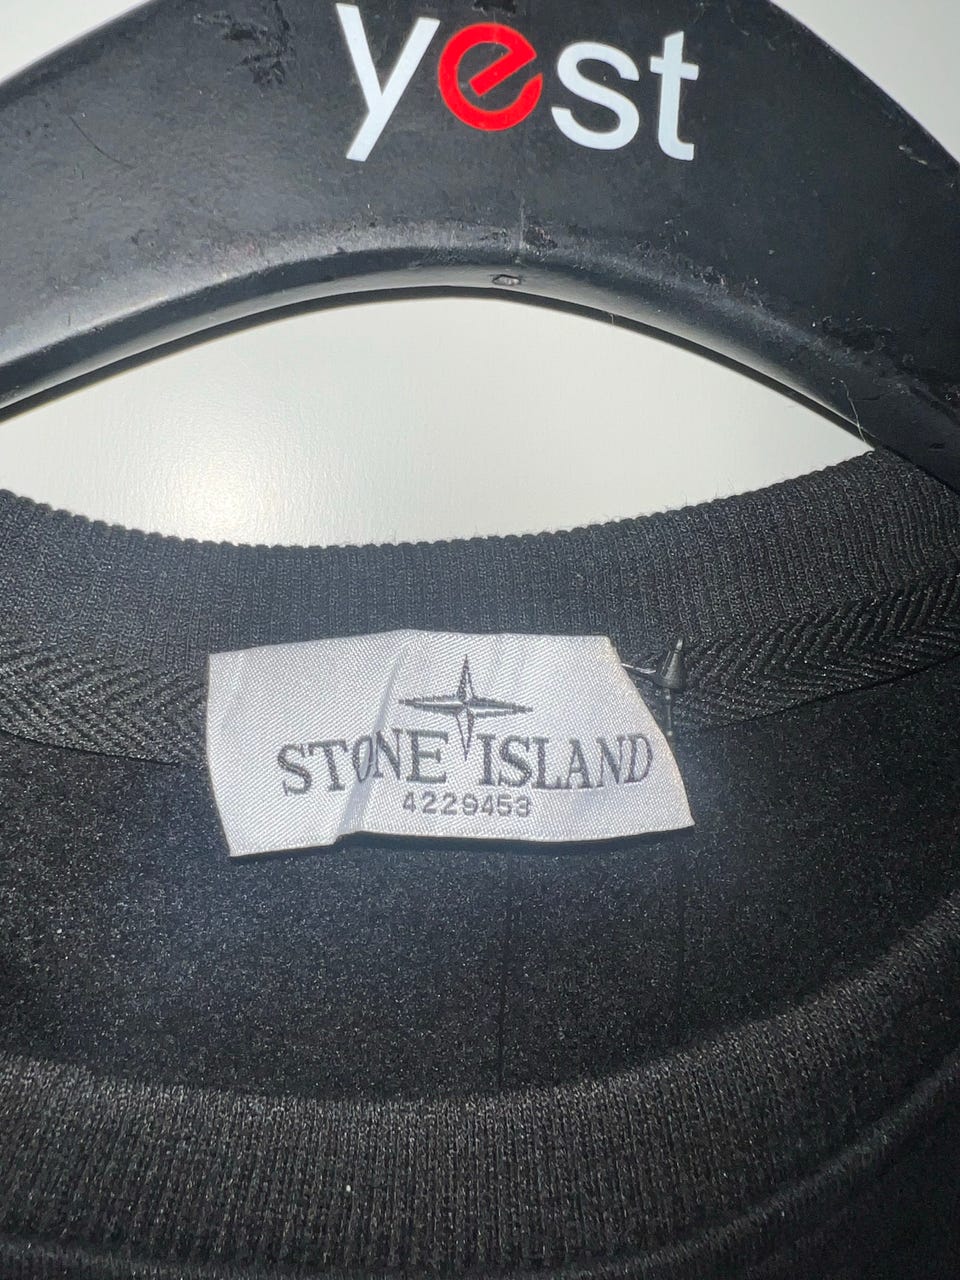 yest
STONE ISLAND
4229453